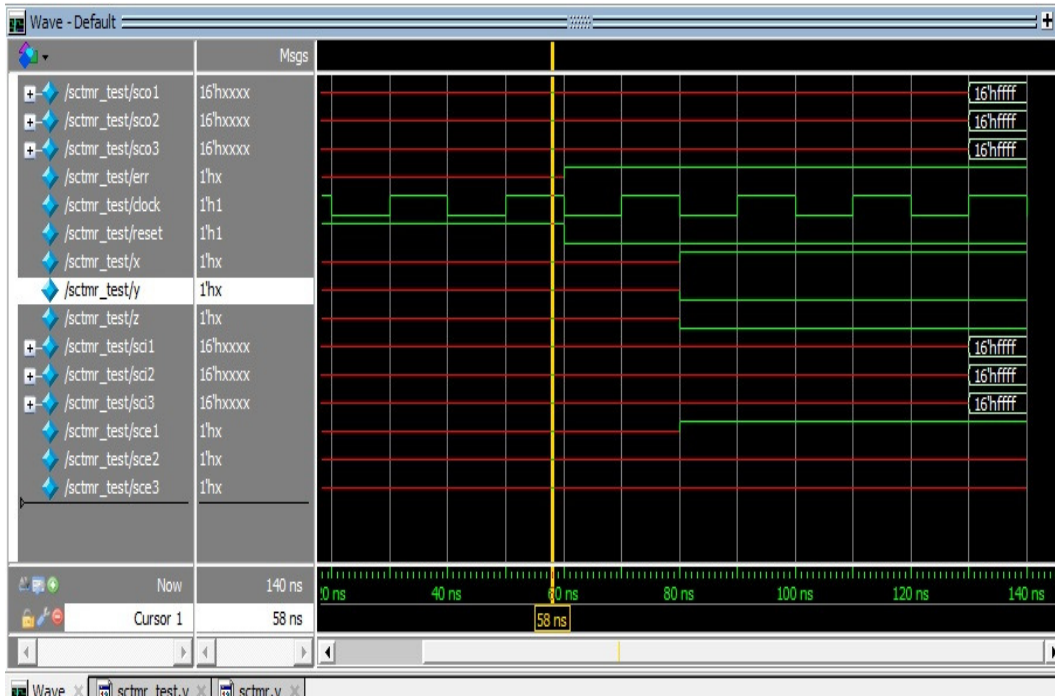 Wave - Default
Msgs
/sctmr_test/sco1 16'hxxxx 16'hffff
/sctmr_test/sco2 16'hxxxx 16'hffff
/sctmr_test/sco3 16'hxxxx 16'hffff
/sctmr_test/err 1'hx
/sctmr_test/clock 1'h1
/sctmr_test/reset 1'h1
/sctmr_test/x 1'hx
/sctmr_test/y 1'hx
/sctmr_test/z 1'hx
/sctmr_test/sci1 16'hxxxx 16'hffff
/sctmr_test/sci2 16'hxxxx 16'hffff
/sctmr_test/sci3 16'hxxxx 16'hffff
/sctmr_test/sce1 1'hx
/sctmr_test/sce2 1'hx
/sctmr_test/sce3 1'hx
Now 140 ns 40 ns 80 ns 100 ns 120 ns 140 ns
Cursor 1 58 ns 58 ns
Wave sctmr_test.v sctmr.v